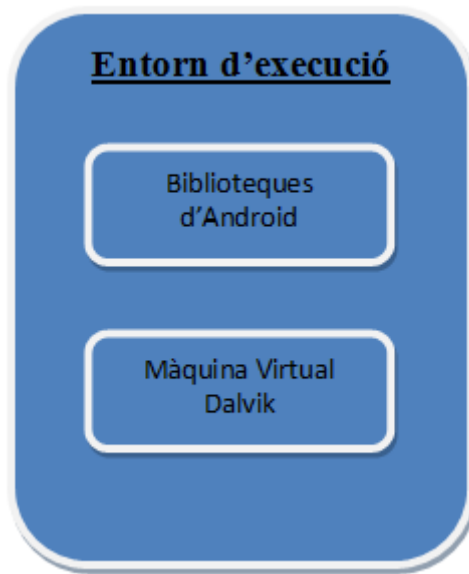 Entorn d’execució
Biblioteques
d’Android
Màquina Virtual
Dalvik